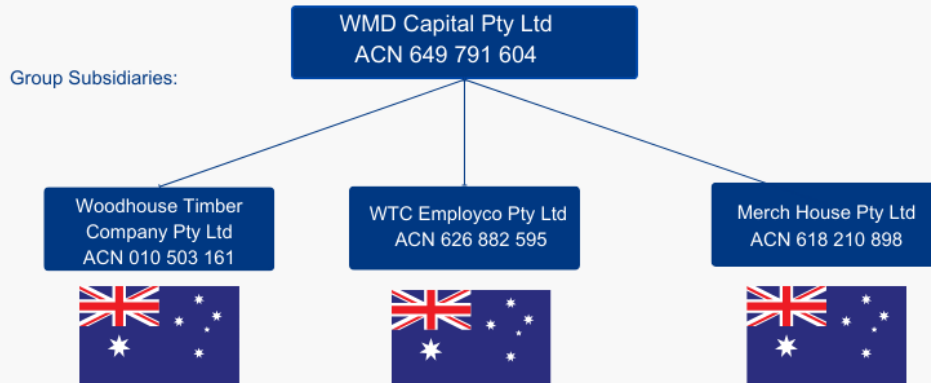 WMD Capital Pty Ltd
ACN 649 791 604
Group Subsidiaries:
Woodhouse Timber
Company Pty Ltd
ACN 010 503 161
WTC Employco Pty Ltd
ACN 626 882 595
Merch House Pty Ltd
ACN 618 210 898